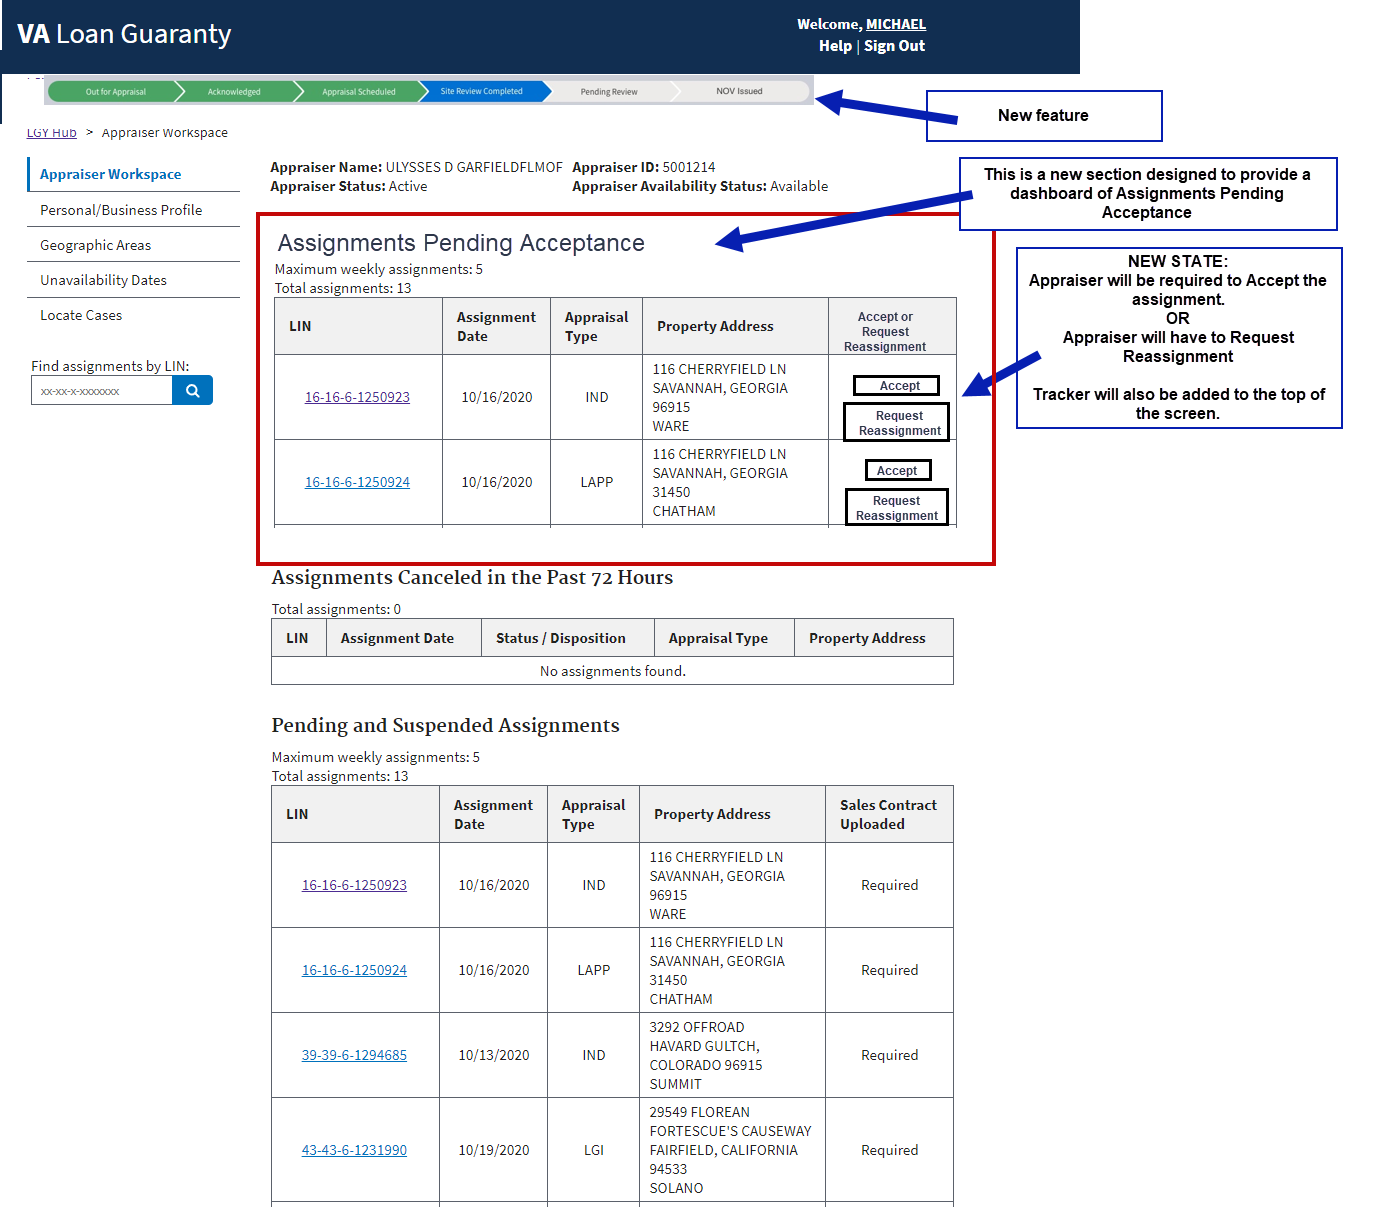 VA Loan Guaranty
Welcome, MICHAEL
Help | Sign Out
Out for Appraisal
Acknowledged
Appraisal Scheduled
Site Review Completed
Pending Review
NOV Issued
New feature
LGY Hub > Appraiser Workspace
Appraiser Workspace
Personal/Business Profile
Geographic Areas
Unavailability Dates
Locate Cases
Find assignments by LIN:
xx-xx-x-xxxxxxx
Appraiser Name: ULYSSES D GARFIELDFLMOF Appraiser ID: 5001214
Appraiser Status: Active Appraiser Availability Status: Available
This is a new section designed to provide a
dashboard of Assignments Pending
Acceptance
NEW STATE:
Appraiser will be required to Accept the
assignment.
OR
Appraiser will have to Request
Reassignment
Tracker will also be added to the top of
the screen.
Assignments Pending Acceptance
Maximum weekly assignments: 5
Total assignments: 13
LIN
Assignment
Date
Appraisal
Type
Property Address
Accept or
Request
Reassignment
16-16-6-1250923
10/16/2020
IND
116 CHERRYFIELD LN
SAVANNAH, GEORGIA
96915
WARE
Accept
Request
Reassignment
16-16-6-1250924
10/16/2020
LAPP
116 CHERRYFIELD LN
SAVANNAH, GEORGIA
31450
CHATHAM
Accept
Request
Reassignment
Assignments Canceled in the Past 72 Hours
Total assignments: 0
LIN
Assignment Date
Status / Disposition
Appraisal Type
Property Address
No assignments found.
Pending and Suspended Assignments
Maximum weekly assignments: 5
Total assignments: 13
LIN
Assignment
Date
Appraisal
Type
Property Address
Sales Contract
Uploaded
16-16-6-1250923
10/16/2020
IND
116 CHERRYFIELD LN
SAVANNAH, GEORGIA
96915
WARE
Required
16-16-6-1250924
10/16/2020
LAPP
116 CHERRYFIELD LN
SAVANNAH, GEORGIA
31450
CHATHAM
Required
39-39-6-1294685
10/13/2020
IND
3292 OFFROAD
HAVARD GULTCH,
COLORADO 96915
SUMMIT
Required
43-43-6-1231990
10/19/2020
LGI
29549 FLOREAN
FORTESCUE'S CAUSEWAY
FAIRFIELD, CALIFORNIA
94533
SOLANO
Required